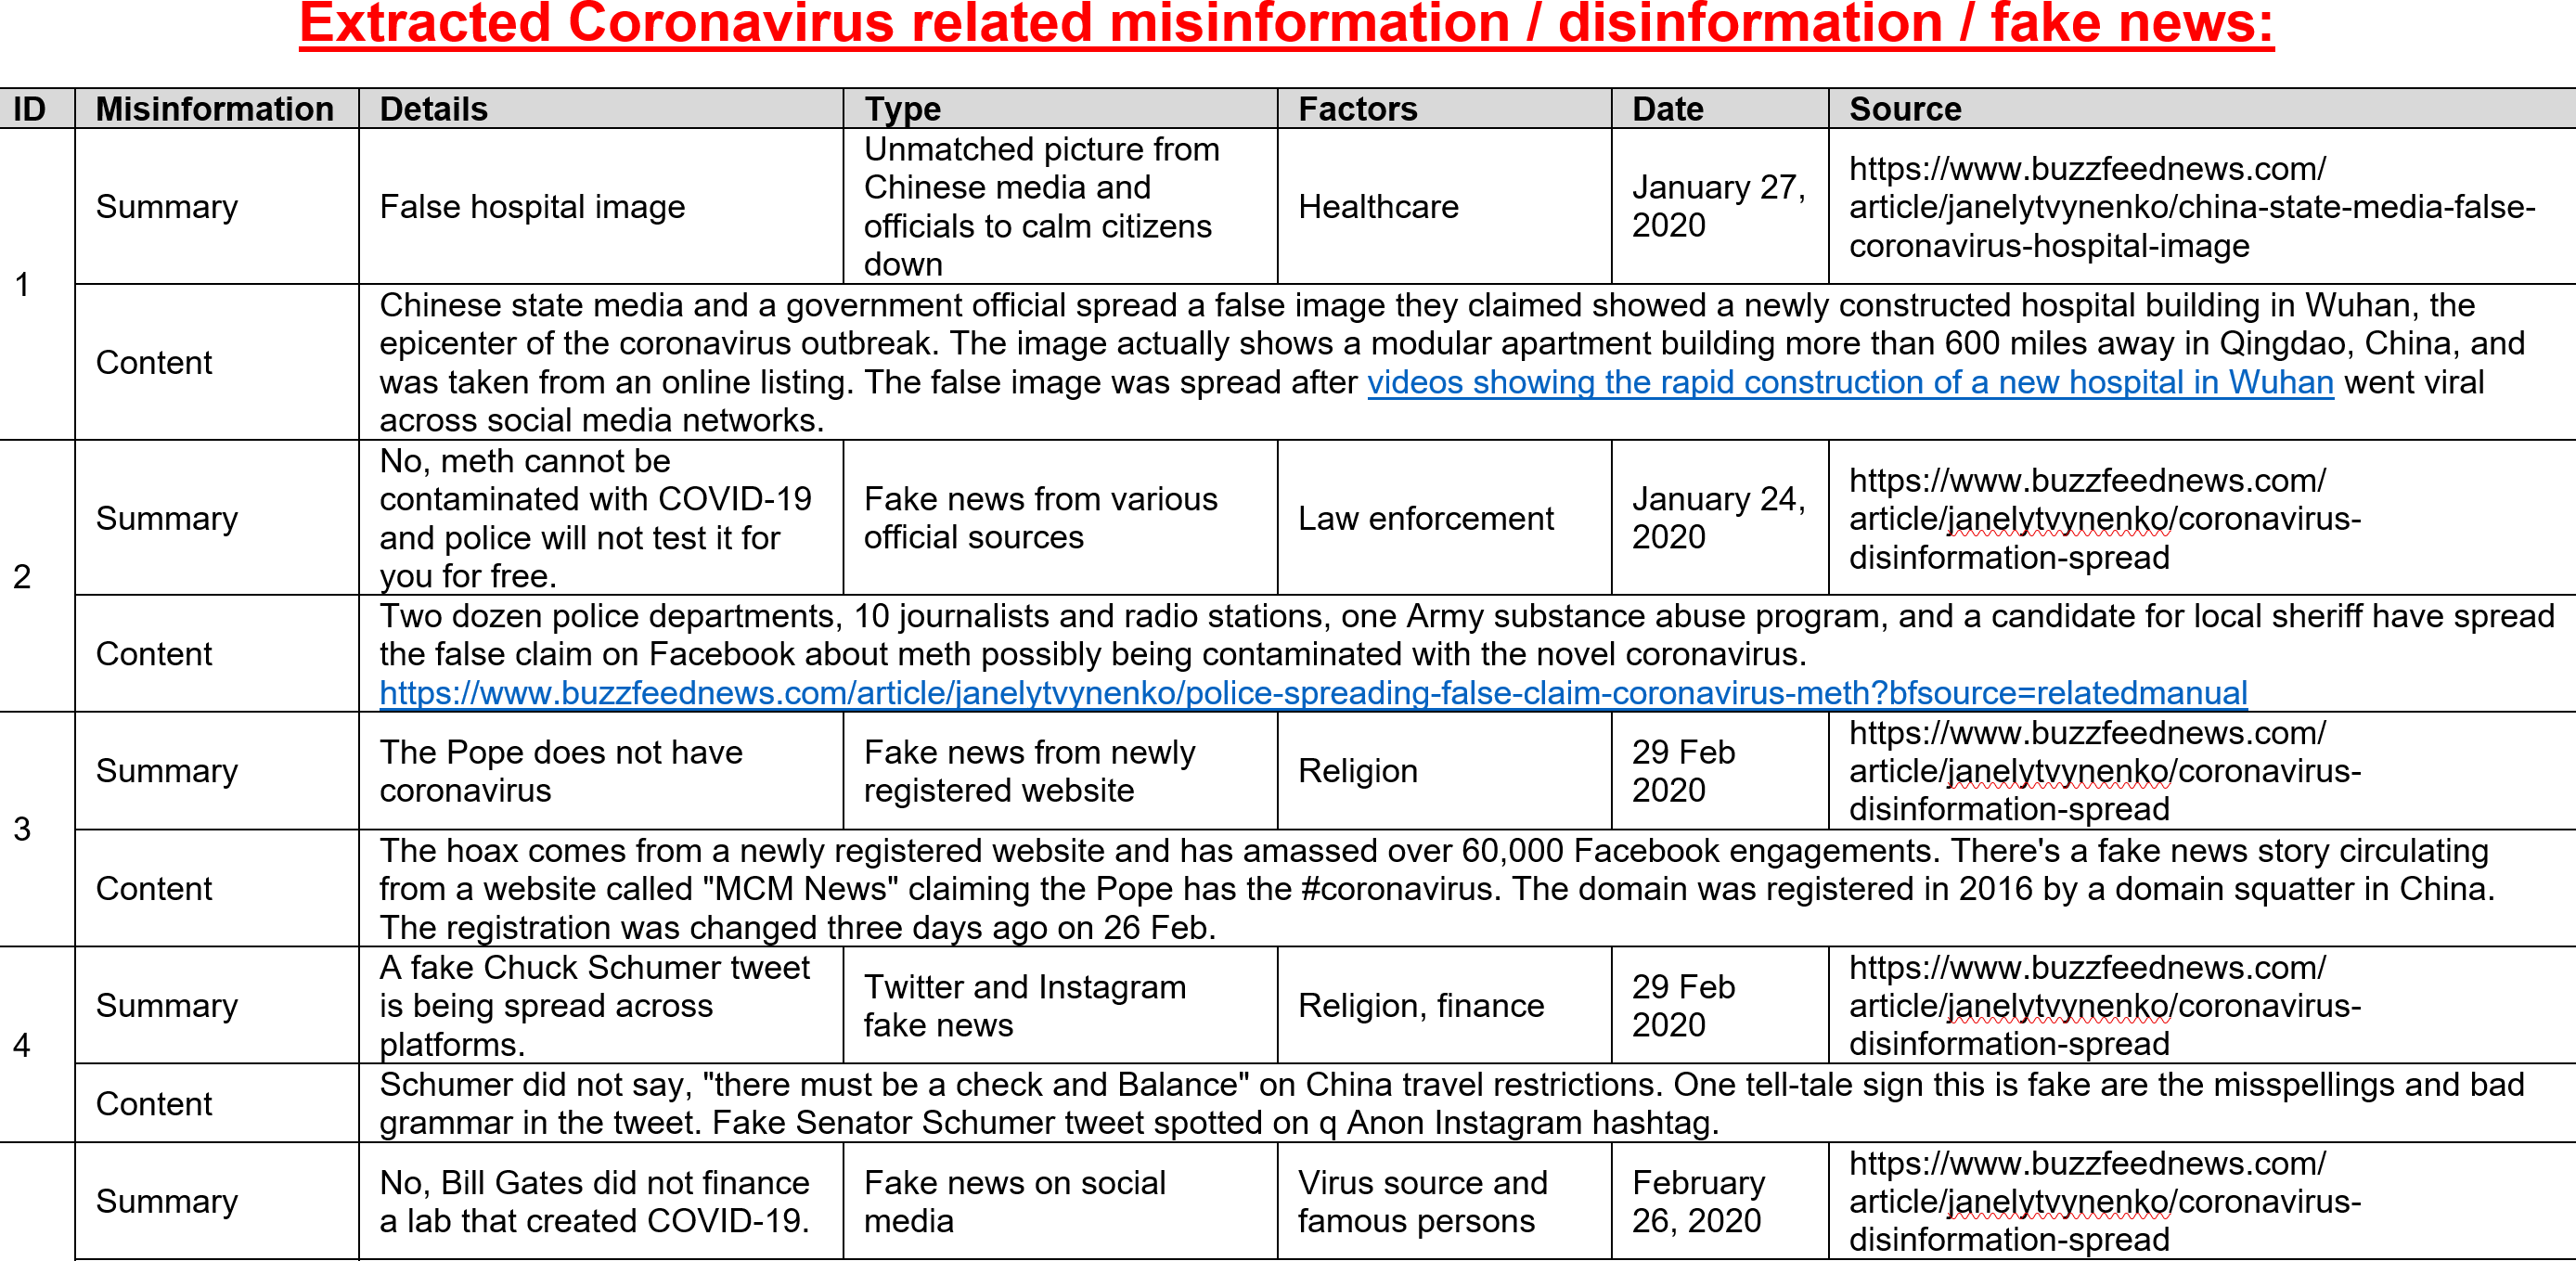 Extracted Coronavirus related misinformation / disinformation / fake news:
ID Misinformation Details Type Factors Date Source
1
Summary
False hospital image
Unmatched picture from
Chinese media and
officials to calm citizens
down
Healthcare
January 27,
2020
https://www.buzzfeednews.com/
article/janelytvynenko/china-state-media-false-
coronavirus-hospital-image
Content
Chinese state media and a government official spread a false image they claimed showed a newly constructed hospital building in Wuhan, the
epicenter of the coronavirus outbreak. The image actually shows a modular apartment building more than 600 miles away in Qingdao, China, and
was taken from an online listing. The false image was spread after videos showing the rapid construction of a new hospital in Wuhan went viral
across social media networks.
2
Summary
No, meth cannot be
contaminated with COVID-19
and police will not test it for
you for free.
Fake news from various
official sources
Law enforcement
January 24,
2020
https://www.buzzfeednews.com/
article/janelytvynenko/coronavirus-
disinformation-spread
Content
Two dozen police departments, 10 journalists and radio stations, one Army substance abuse program, and a candidate for local sheriff have spread
the false claim on Facebook about meth possibly being contaminated with the novel coronavirus.
https://www.buzzfeednews.com/article/janelytvynenko/police-spreading-false-claim-coronavirus-meth?bfsource=relatedmanual
3
Summary
The Pope does not have
coronavirus
Fake news from newly
registered website
Religion
29 Feb
2020
https://www.buzzfeednews.com/
article/janelytvynenko/coronavirus-
disinformation-spread
Content
The hoax comes from a newly registered website and has amassed over 60,000 Facebook engagements. There's a fake news story circulating
from a website called "MCM News" claiming the Pope has the #coronavirus. The domain was registered in 2016 by a domain squatter in China.
The registration was changed three days ago on 26 Feb.
4
Summary
A fake Chuck Schumer tweet
is being spread across
platforms.
Twitter and Instagram
fake news
Religion, finance
29 Feb
2020
https://www.buzzfeednews.com/
article/janelytvynenko/coronavirus-
disinformation-spread
Content
Schumer did not say, "there must be a check and Balance" on China travel restrictions. One tell-tale sign this is fake are the misspellings and bad
grammar in the tweet. Fake Senator Schumer tweet spotted on q Anon Instagram hashtag.
Summary
No, Bill Gates did not finance
a lab that created COVID-19.
Fake news on social
media
Virus source and
famous persons
February
26, 2020
https://www.buzzfeednews.com/
article/janelytvynenko/coronavirus-
disinformation-spread